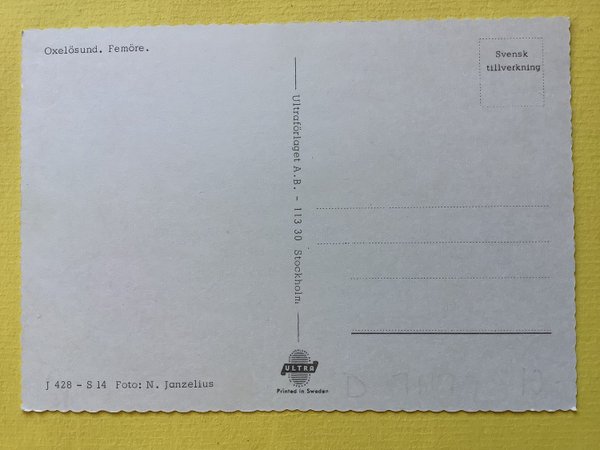 Oxelösund. Femöre.
Svensk
tillverkning
Ultraförlaget A.B. - 113 30 Stockholm
J 428 - S 14 Foto: N. Janzelius
ULTRA
Printed in Sweden